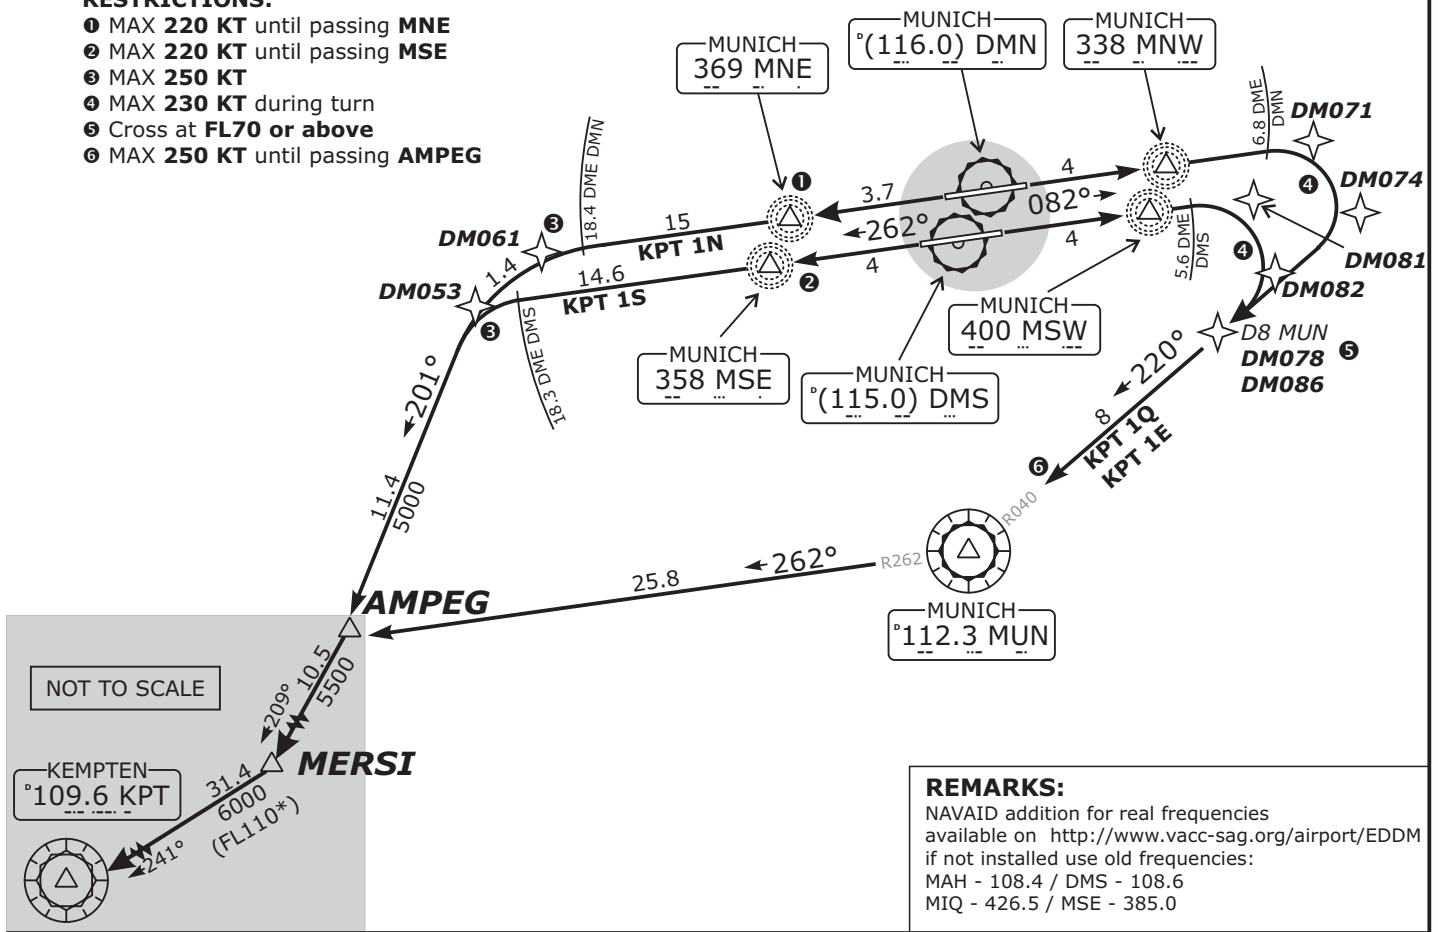 RESTRICTIONS:
❶ MAX 220 KT until passing MNE
❷ MAX 220 KT until passing MSE
❸ MAX 250 KT
❹ MAX 230 KT during turn
❺ Cross at FL70 or above
❻ MAX 250 KT until passing AMPEG
MUNICH
369 MNE
MUNICH
D(116.0) DMN
MUNICH
338 MNW
6.8 DME
DMN
DM071
❹
DM074
DM081
❹
DM082
5.6 DME
DMS
D8 MUN
DM078 ❺
DM086
❶
3.7
4
082°
262°
4
4
❷
18.4 DME DMN
15
KPT 1N
❸
DM061
1.4
DM053
❸
14.6
KPT 1S
18.3 DME DMS
MUNICH
358 MSE
MUNICH
D(115.0) DMS
MUNICH
400 MSW
220°
8
KPT 1Q
KPT 1E
❻
R040
201°
11.4
5000
262°
R262
25.8
MUNICH
D112.3 MUN
AMPEG
10.5
5500
209°
NOT TO SCALE
MERSI
KEMPTEN
D109.6 KPT
31.4
6000
(FL110*)
241°
REMARKS:
NAVAID addition for real frequencies
available on http://www.vacc-sag.org/airport/EDDM
if not installed use old frequencies:
MAH - 108.4 / DMS - 108.6
MIQ - 426.5 / MSE - 385.0